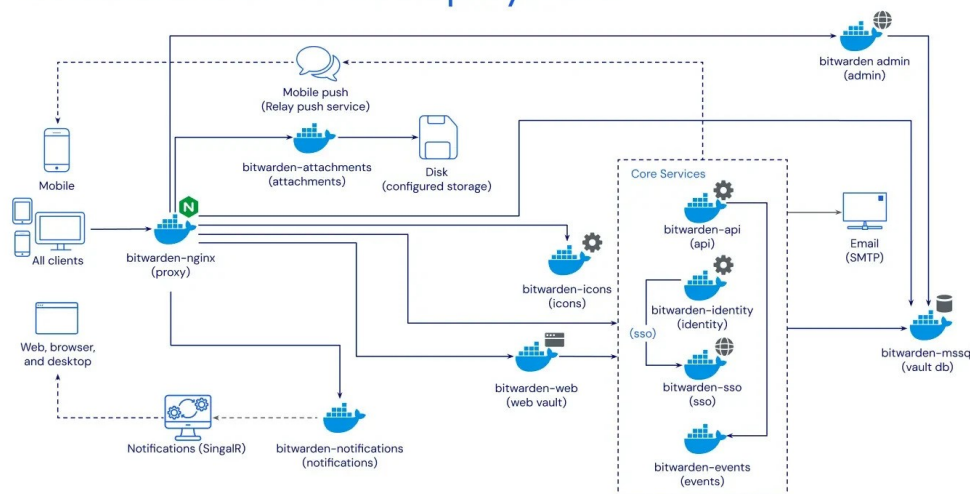 bitwarden admin
(admin)
Mobile push
(Relay push service)
Mobile
bitwarden-attachments
(attachments)
Disk
(configured storage)
Core Services
bitwarden-api
(api)
Email
(SMTP)
All clients
N
bitwarden-nginx
(proxy)
bitwarden-icons
(icons)
bitwarden-identity
(identity)
(sso)
Web, browser,
and desktop
bitwarden-web
(web vault)
bitwarden-sso
(sso)
bitwarden-mssq
(vault db)
Notifications (SingalR)
bitwarden-notifications
(notifications)
bitwarden-events
(events)